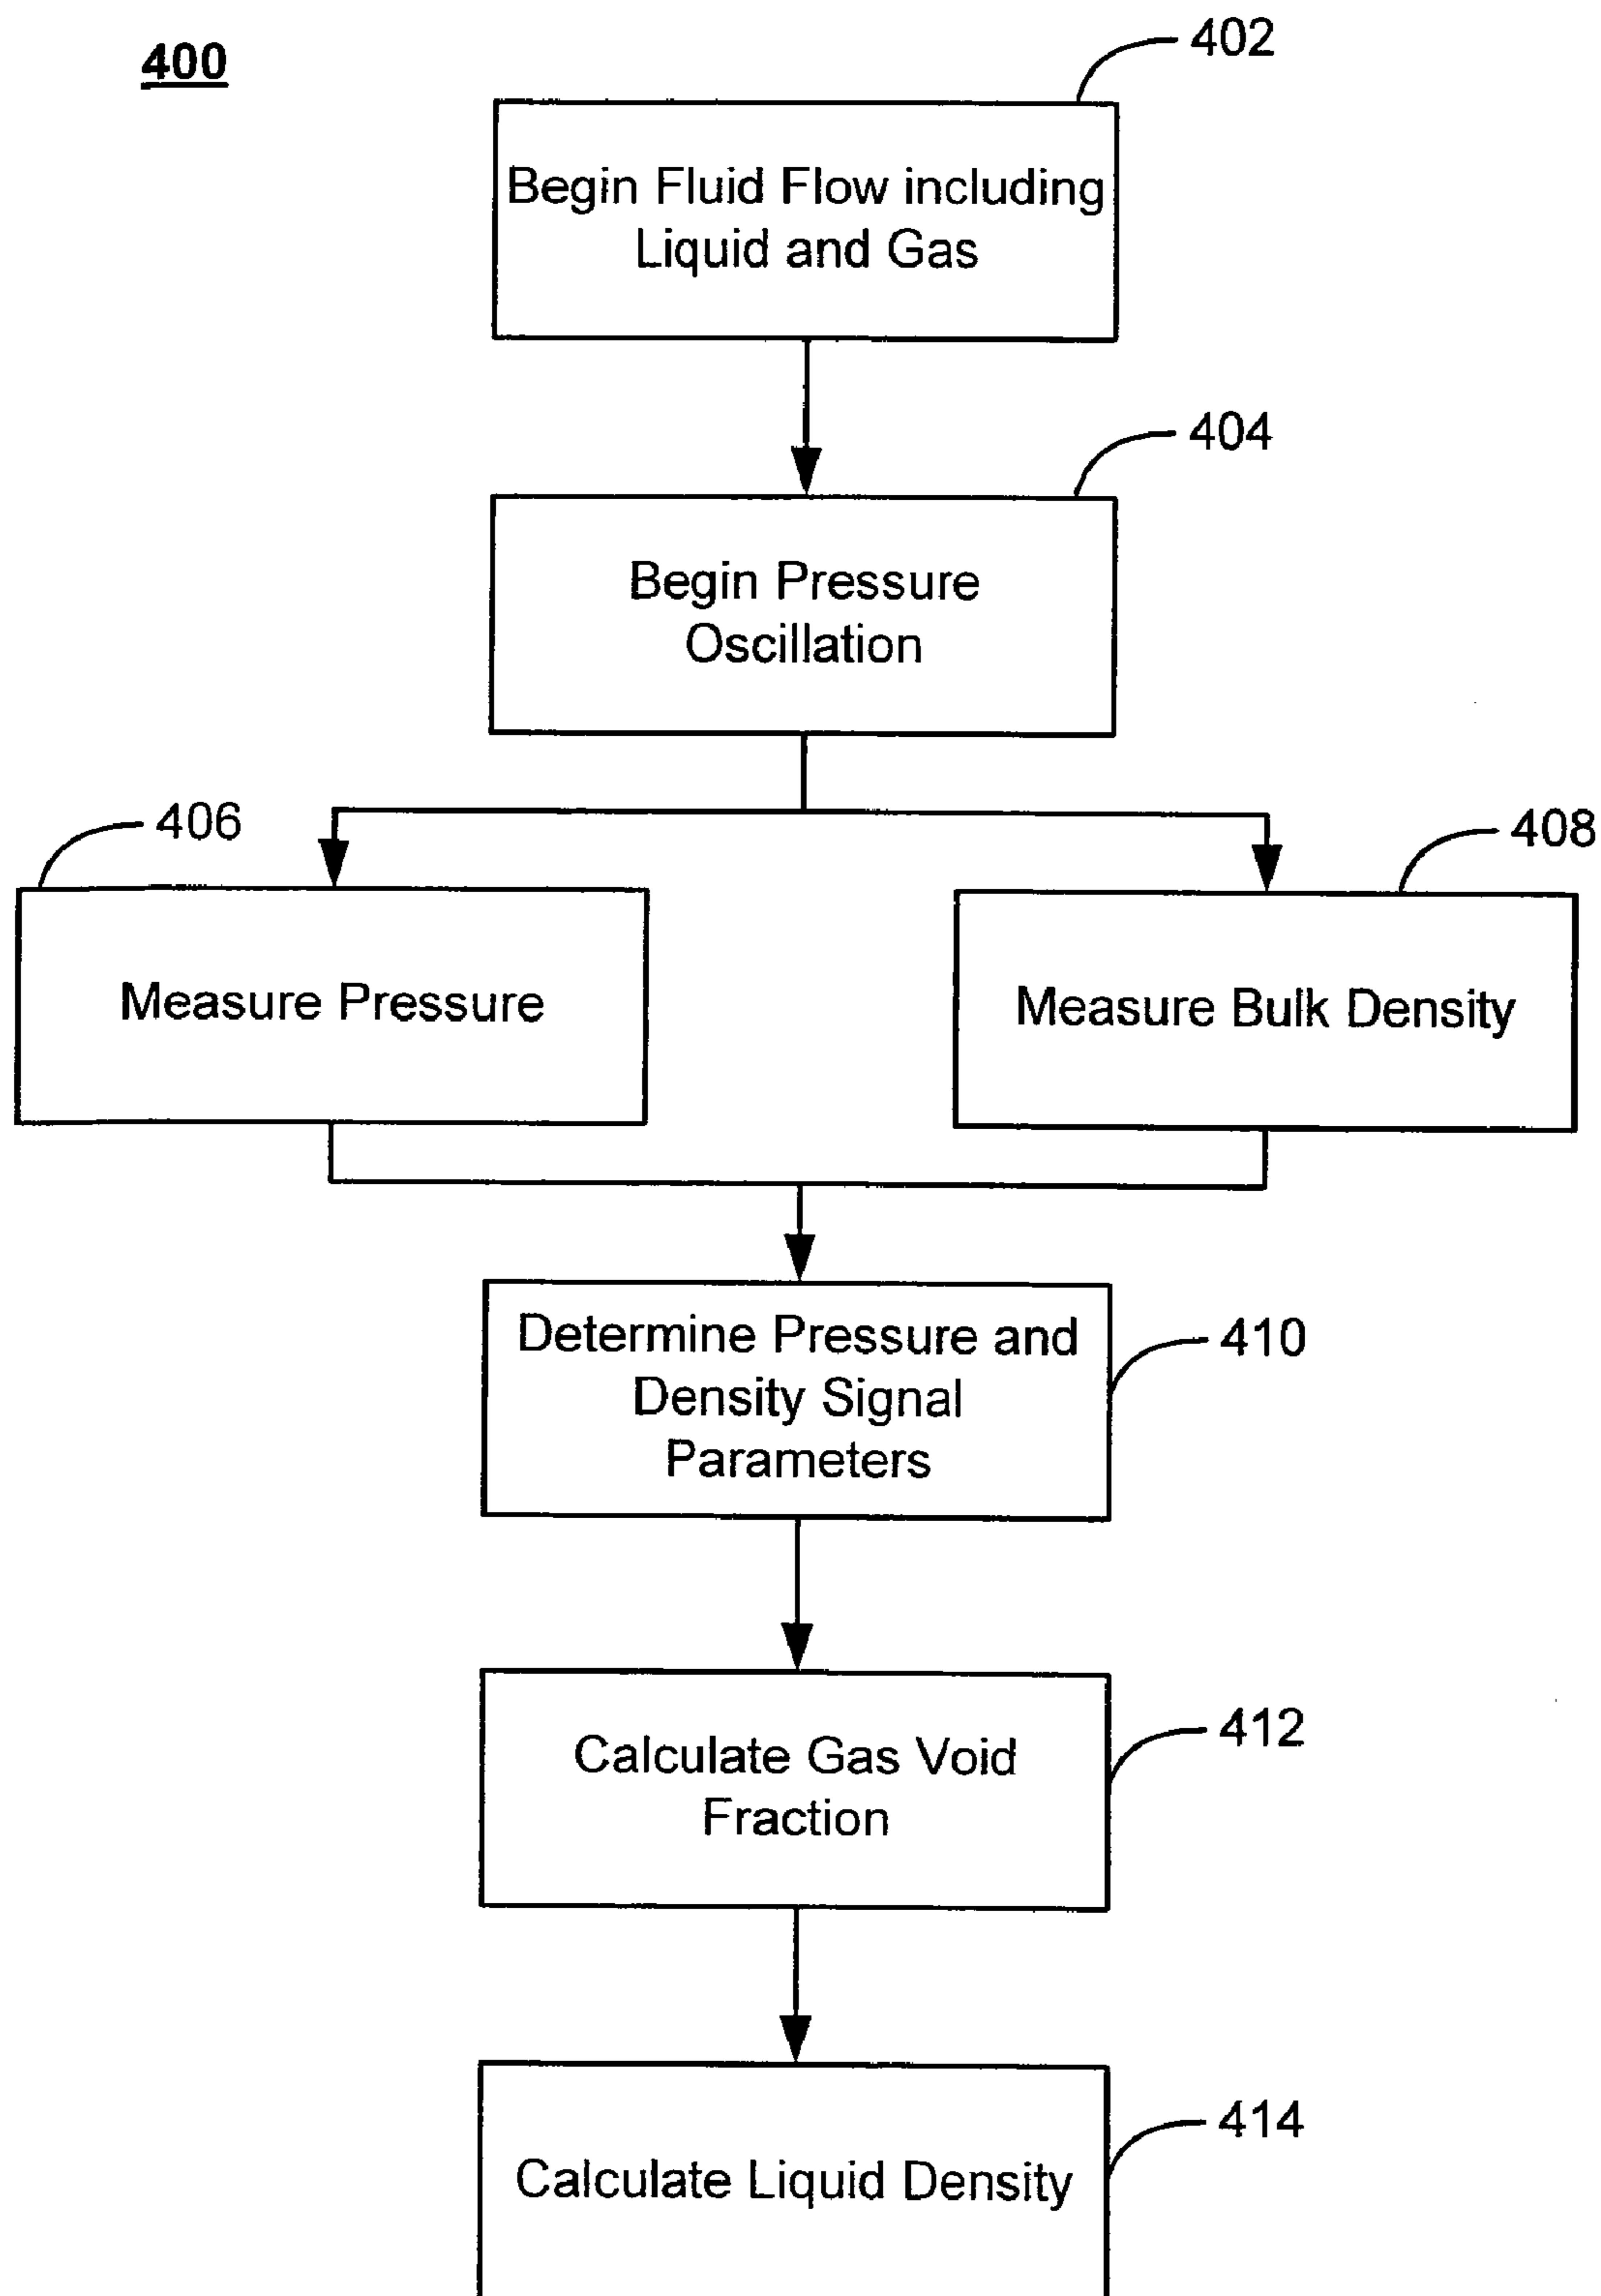 400
402
Begin Fluid Flow including
Liquid and Gas
404
Begin Pressure
Oscillation
406
408
Measure Pressure
Measure Bulk Density
Determine Pressure and
Density Signal
Parameters
410
Calculate Gas Void
Fraction
412
Calculate Liquid Density
414